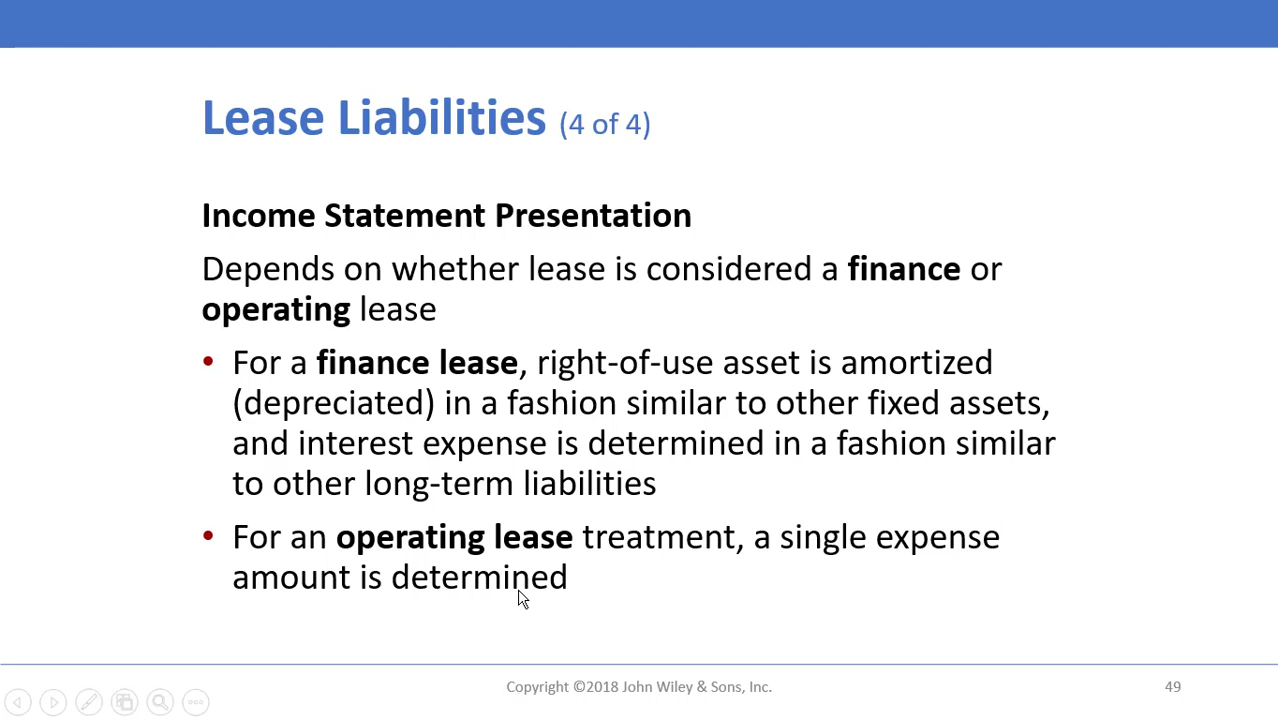 Lease Liabilities (4 of 4)
Income Statement Presentation
Depends on whether lease is considered a finance or
operating lease
• For a finance lease, right-of-use asset is amortized
(depreciated) in a fashion similar to other fixed assets,
and interest expense is determined in a fashion similar
to other long-term liabilities
• For an operating lease treatment, a single expense
amount is determined
Copyright ©2018 John Wiley & Sons, Inc.
49